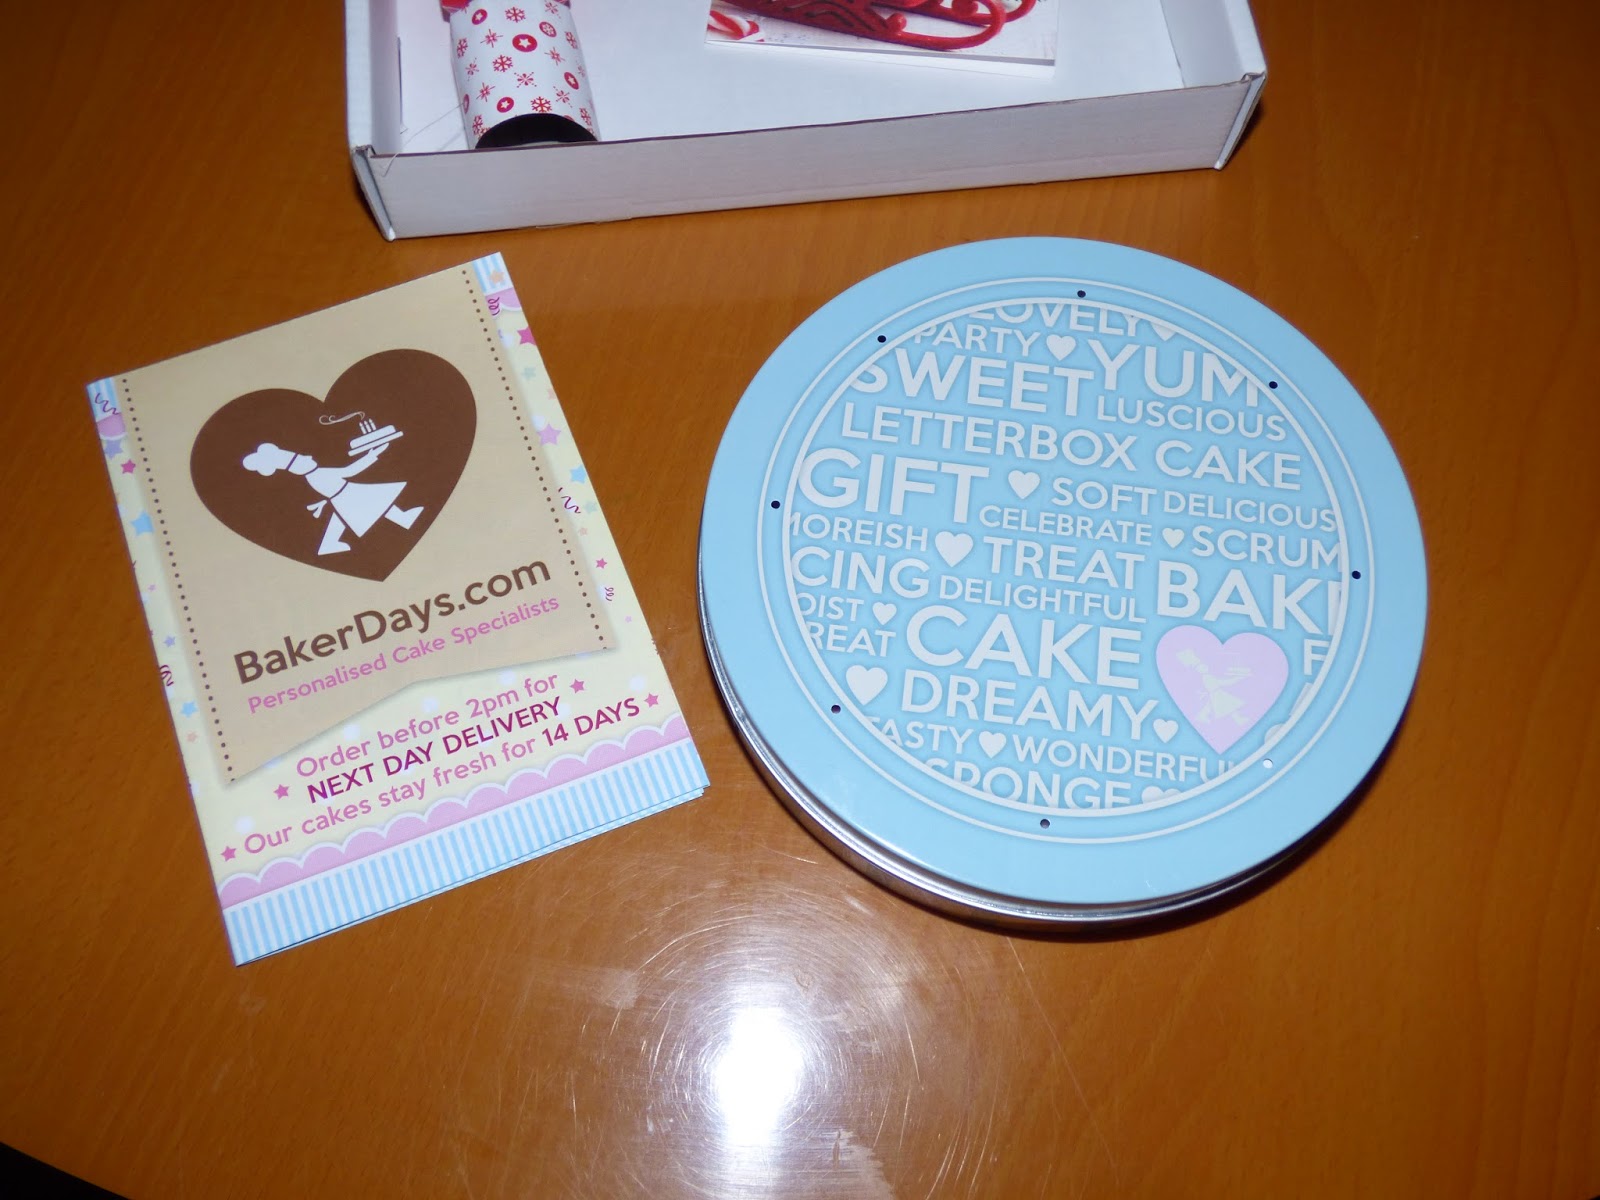 BakerDays.com
Personalised Cake Specialists
Order before 2pm for
NEXT DAY DELIVERY
Our cakes stay fresh for 14 DAYS
LOVELY
PARTY YUM
SWEET LUSCIOUS
LETTERBOX CAKE
GIFT SOFT DELICIOUS
CELEBRATE
MOREISH TREAT SCRUM
CING DELIGHTFUL BAK
OIST CAKE
REAT F
DREAMY
ASTY WONDERFU
SPONGE